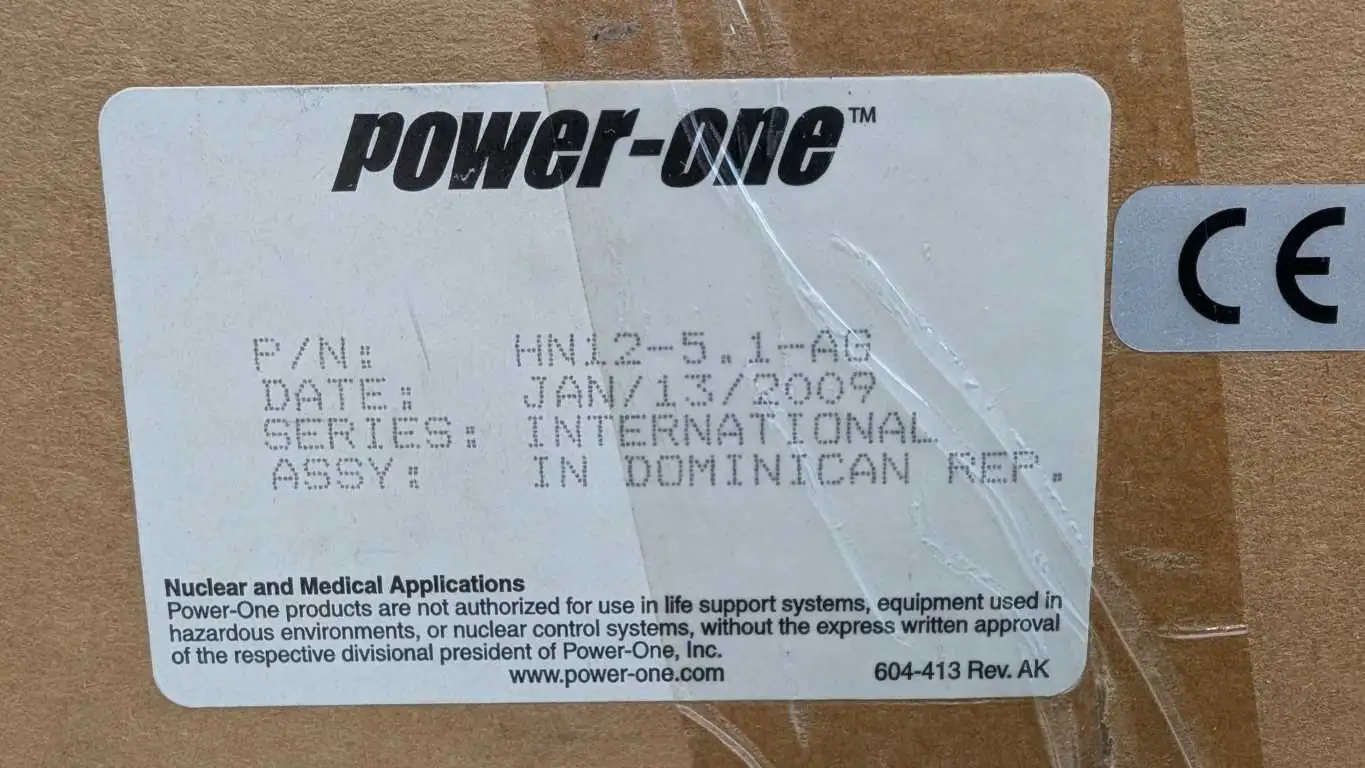 power-one™
CE
P/N: HN12-5.1-AG
DATE: JAN/13/2009
SERIES: INTERNATIONAL
ASSY: IN DOMINICAN REP.
Nuclear and Medical Applications
Power-One products are not authorized for use in life support systems, equipment used in
hazardous environments, or nuclear control systems, without the express written approval
of the respective divisional president of Power-One, Inc.
www.power-one.com
604-413 Rev. AK